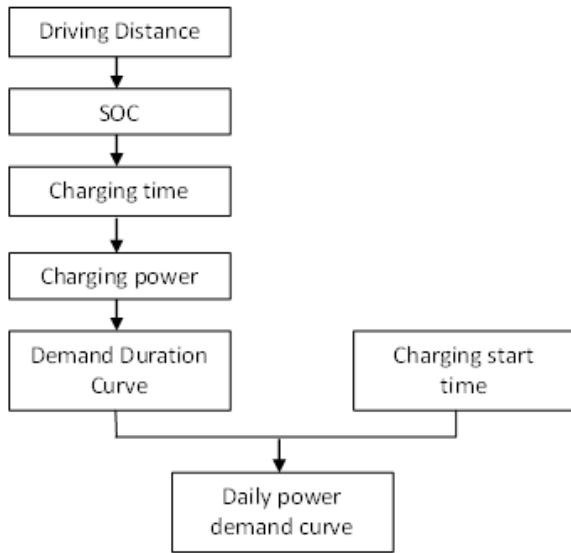 Driving Distance
SOC
Charging time
Charging power
Demand Duration
Curve
Charging start
time
Daily power
demand curve